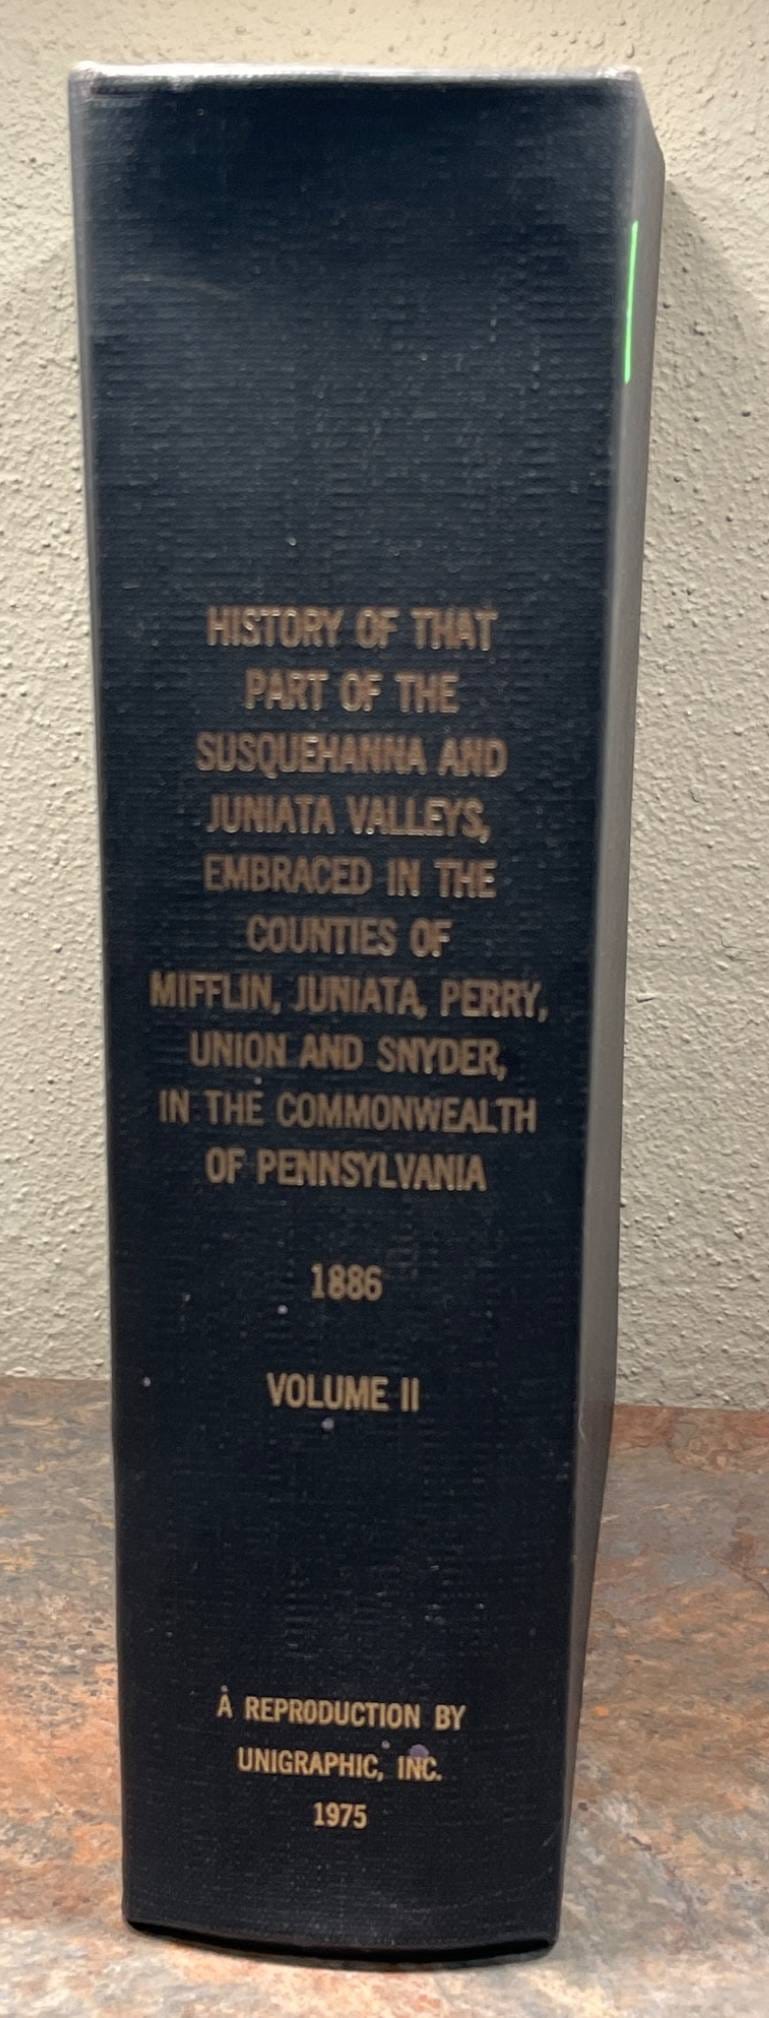 HISTORY OF THAT
PART OF THE
SUSQUEHANNA AND
JUNIATA VALLEYS,
EMBRACED IN THE
COUNTIES OF
MIFFLIN, JUNIATA, PERRY,
UNION AND SNYDER,
IN THE COMMONWEALTH
OF PENNSYLVANIA
1886
VOLUME II
A REPRODUCTION BY
UNIGRAPHIC, INC.
1975